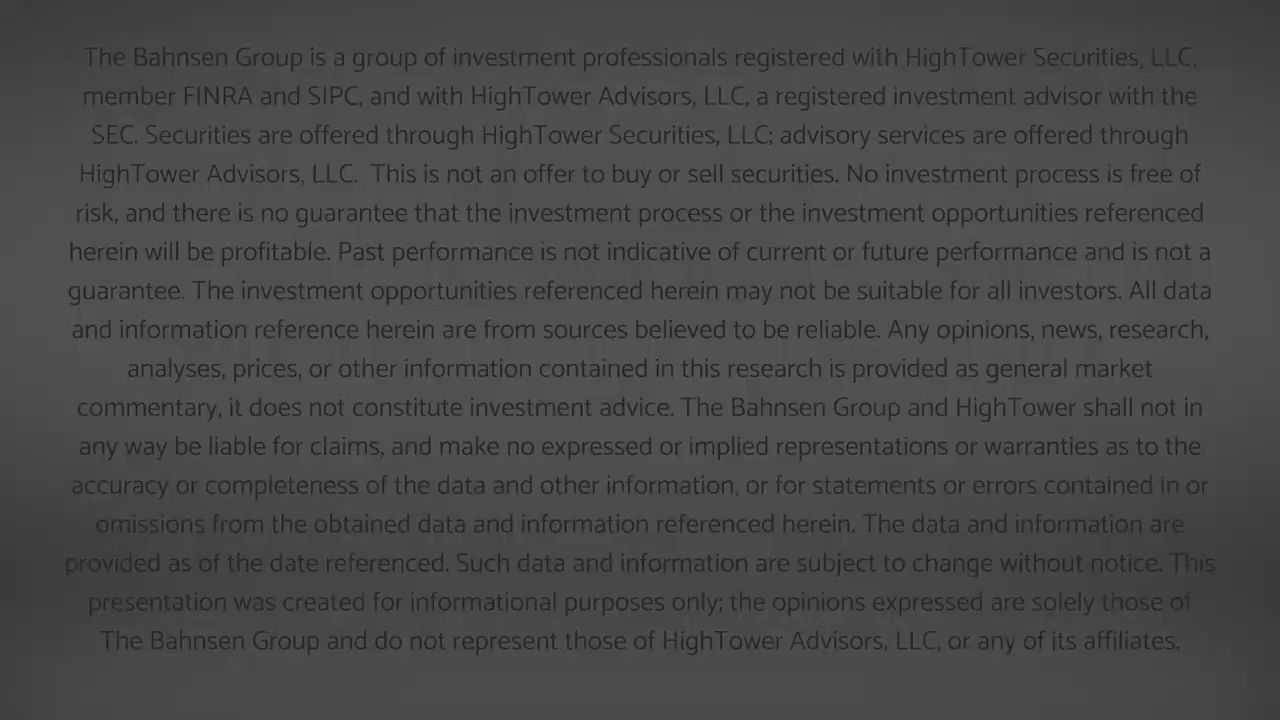 The Bahnsen Group is a group of investment professionals registered with HighTower Securities, LLC,
member FINRA and SIPC, and with HighTower Advisors, LLC, a registered investment advisor with the
SEC. Securities are offered through HighTower Securities, LLC; advisory services are offered through
HighTower Advisors, LLC. This is not an offer to buy or sell securities. No investment process is free of
risk, and there is no guarantee that the investment process or the investment opportunities referenced
herein will be profitable. Past performance is not indicative of current or future performance and is not a
guarantee. The investment opportunities referenced herein may not be suitable for all investors. All data
and information reference herein are from sources believed to be reliable. Any opinions, news, research,
analyses, prices, or other information contained in this research is provided as general market
commentary, it does not constitute investment advice. The Bahnsen Group and HighTower shall not in
any way be liable for claims, and make no expressed or implied representations or warranties as to the
accuracy or completeness of the data and other information, or for statements or errors contained in or
omissions from the obtained data and information referenced herein. The data and information are
provided as of the date referenced. Such data and information are subject to change without notice. This
presentation was created for informational purposes only; the opinions expressed are solely those of
The Bahnsen Group and do not represent those of HighTower Advisors, LLC, or any of its affiliates.